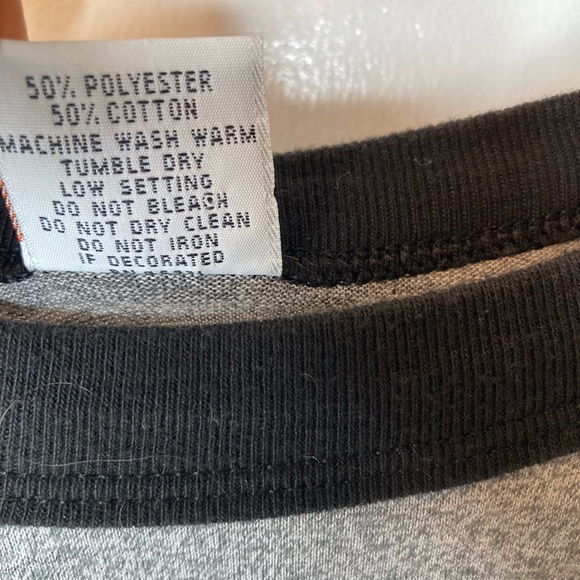 50% POLYESTER
50% COTTON
MACHINE WASH WARM
TUMBLE DRY
LOW SETTING
DO NOT BLEACH
DO NOT DRY CLEAN
DO NOT IRON
IF DECORATED